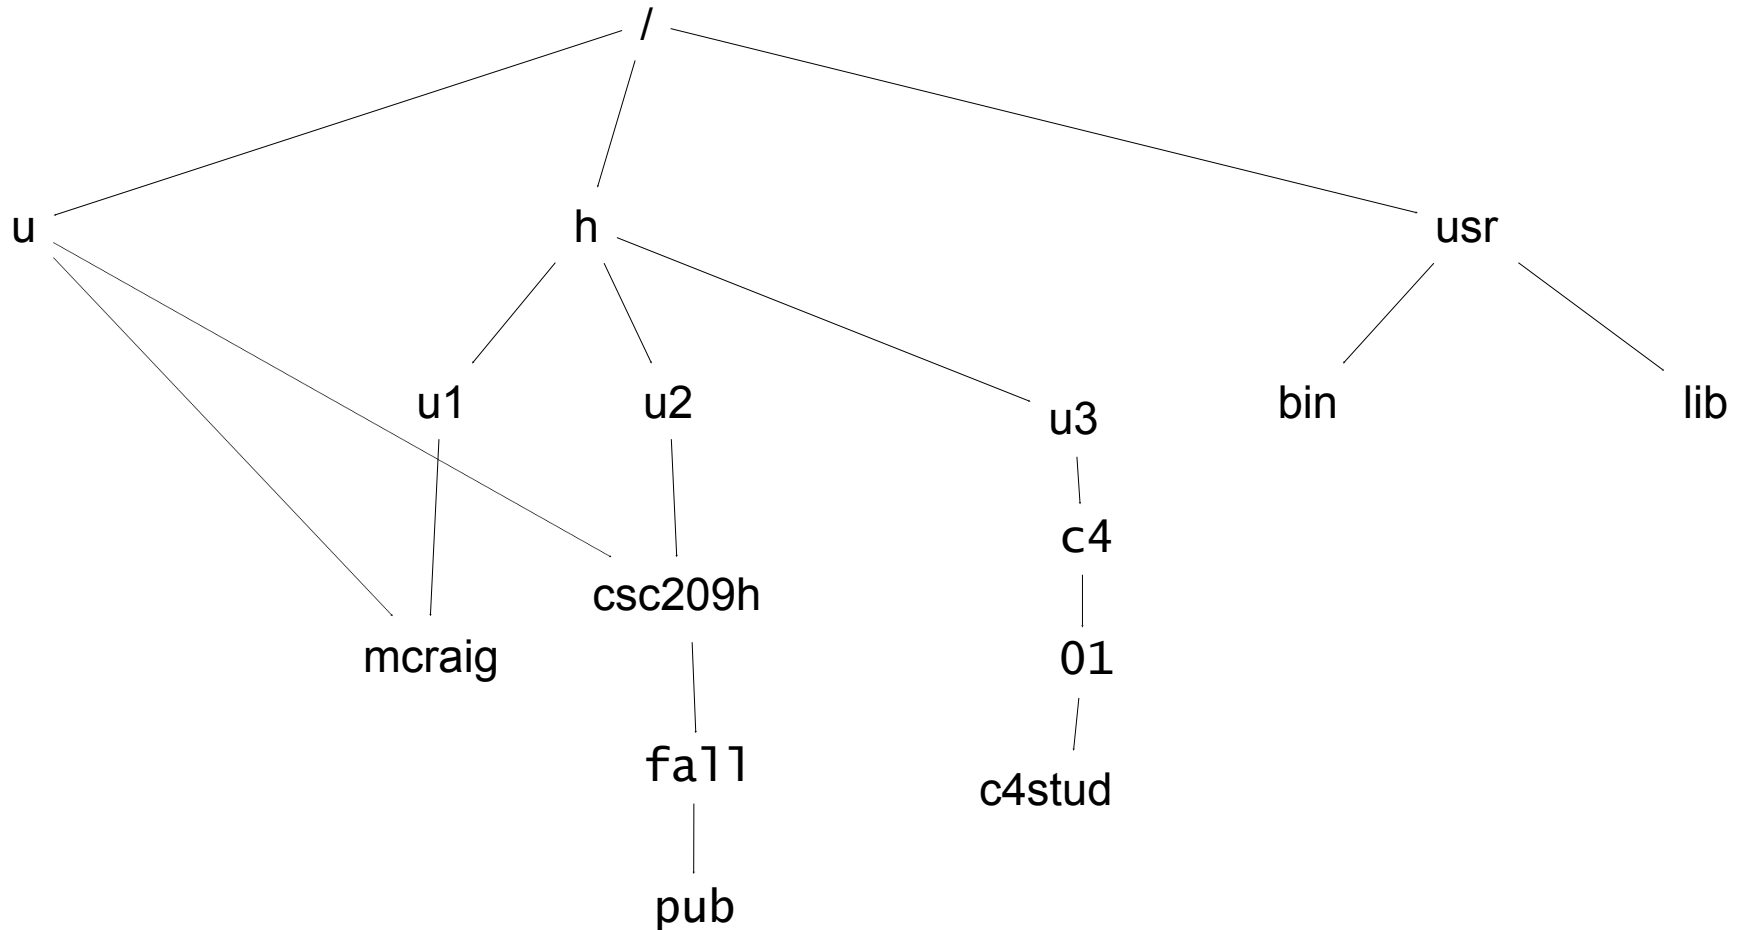 /
u
h
usr
u1
u2
u3
bin
lib
c4
csc209h
mcraig
01
fall
c4stud
pub